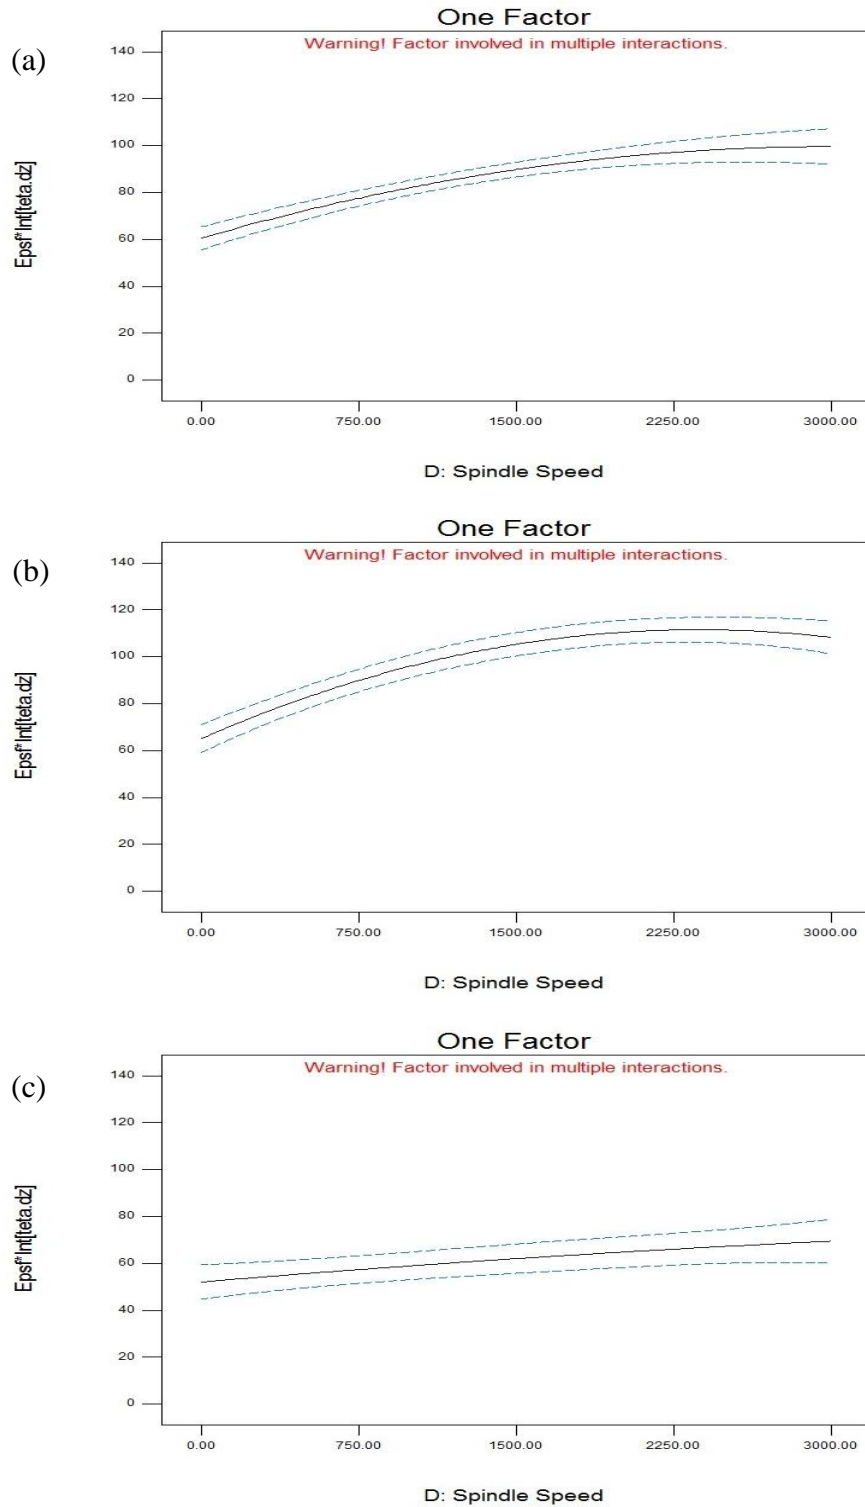 One Factor
(a)
Warning! Factor involved in multiple interactions.
140
120
100
80
60
40
20
0
Epsf*Int[teta.dz]
0.00 750.00 1500.00 2250.00 3000.00
D: Spindle Speed
One Factor
(b)
Warning! Factor involved in multiple interactions.
140
120
100
80
60
40
20
0
Epsf*Int[teta.dz]
0.00 750.00 1500.00 2250.00 3000.00
D: Spindle Speed
One Factor
(c)
Warning! Factor involved in multiple interactions.
140
120
100
80
60
40
20
0
Epsf*Int[teta.dz]
0.00 750.00 1500.00 2250.00 3000.00
D: Spindle Speed